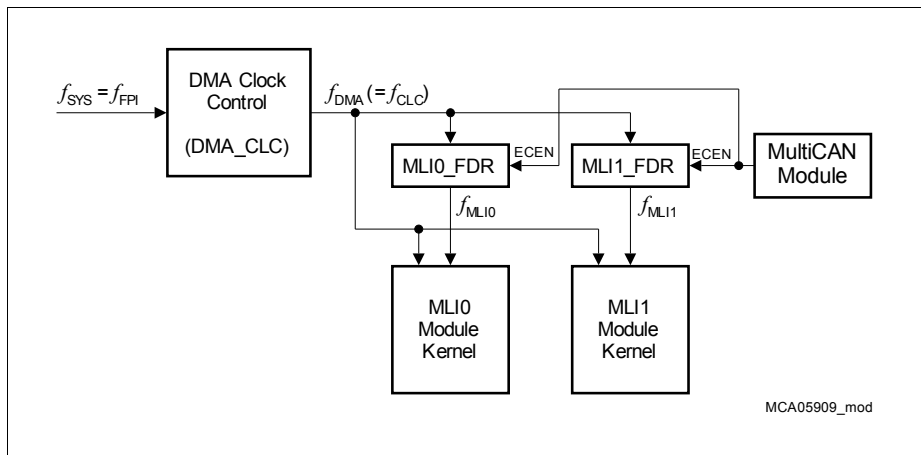 DMA Clock
Control
(DMA_CLC)
fSYS = fFPI
fDMA (= fCLC)
MLI0_FDR
ECEN
MLI1_FDR
ECEN
MultiCAN
Module
fMLI0
fMLI1
MLI0
Module
Kernel
MLI1
Module
Kernel
MCA05909_mod